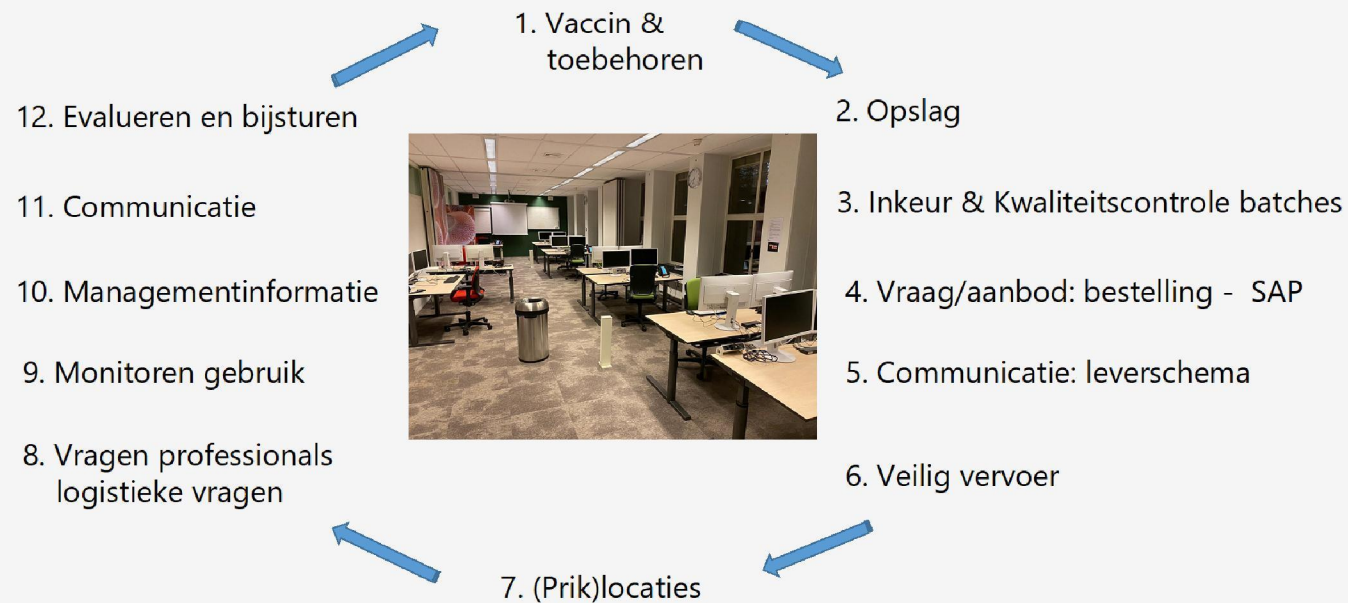 1. Vaccin &
toebehoren
2. Opslag
3. Inkeur & Kwaliteitscontrole batches
4. Vraag/aanbod: bestelling - SAP
5. Communicatie: leverschema
6. Veilig vervoer
7. (Prik)locaties
8. Vragen professionals
logistieke vragen
9. Monitoren gebruik
10. Managementinformatie
11. Communicatie
12. Evalueren en bijsturen